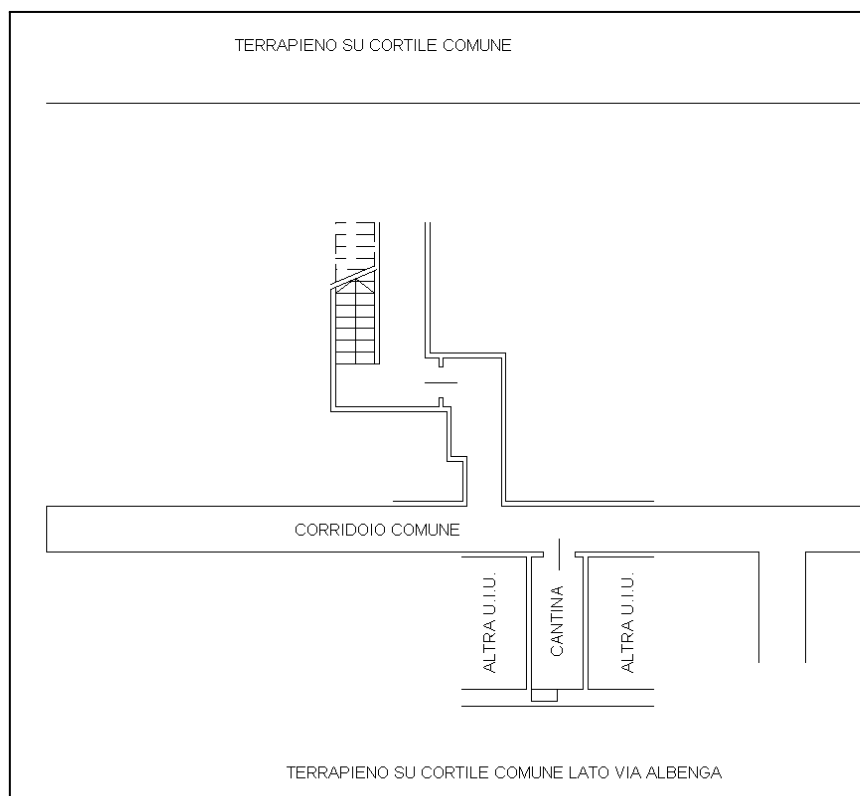 TERRAPIENO SU CORTILE COMUNE
CORRIDOIO COMUNE
ALTRA U.I.U.
CANTINA
ALTRA U.I.U.
TERRAPIENO SU CORTILE COMUNE LATO VIA ALBENGA